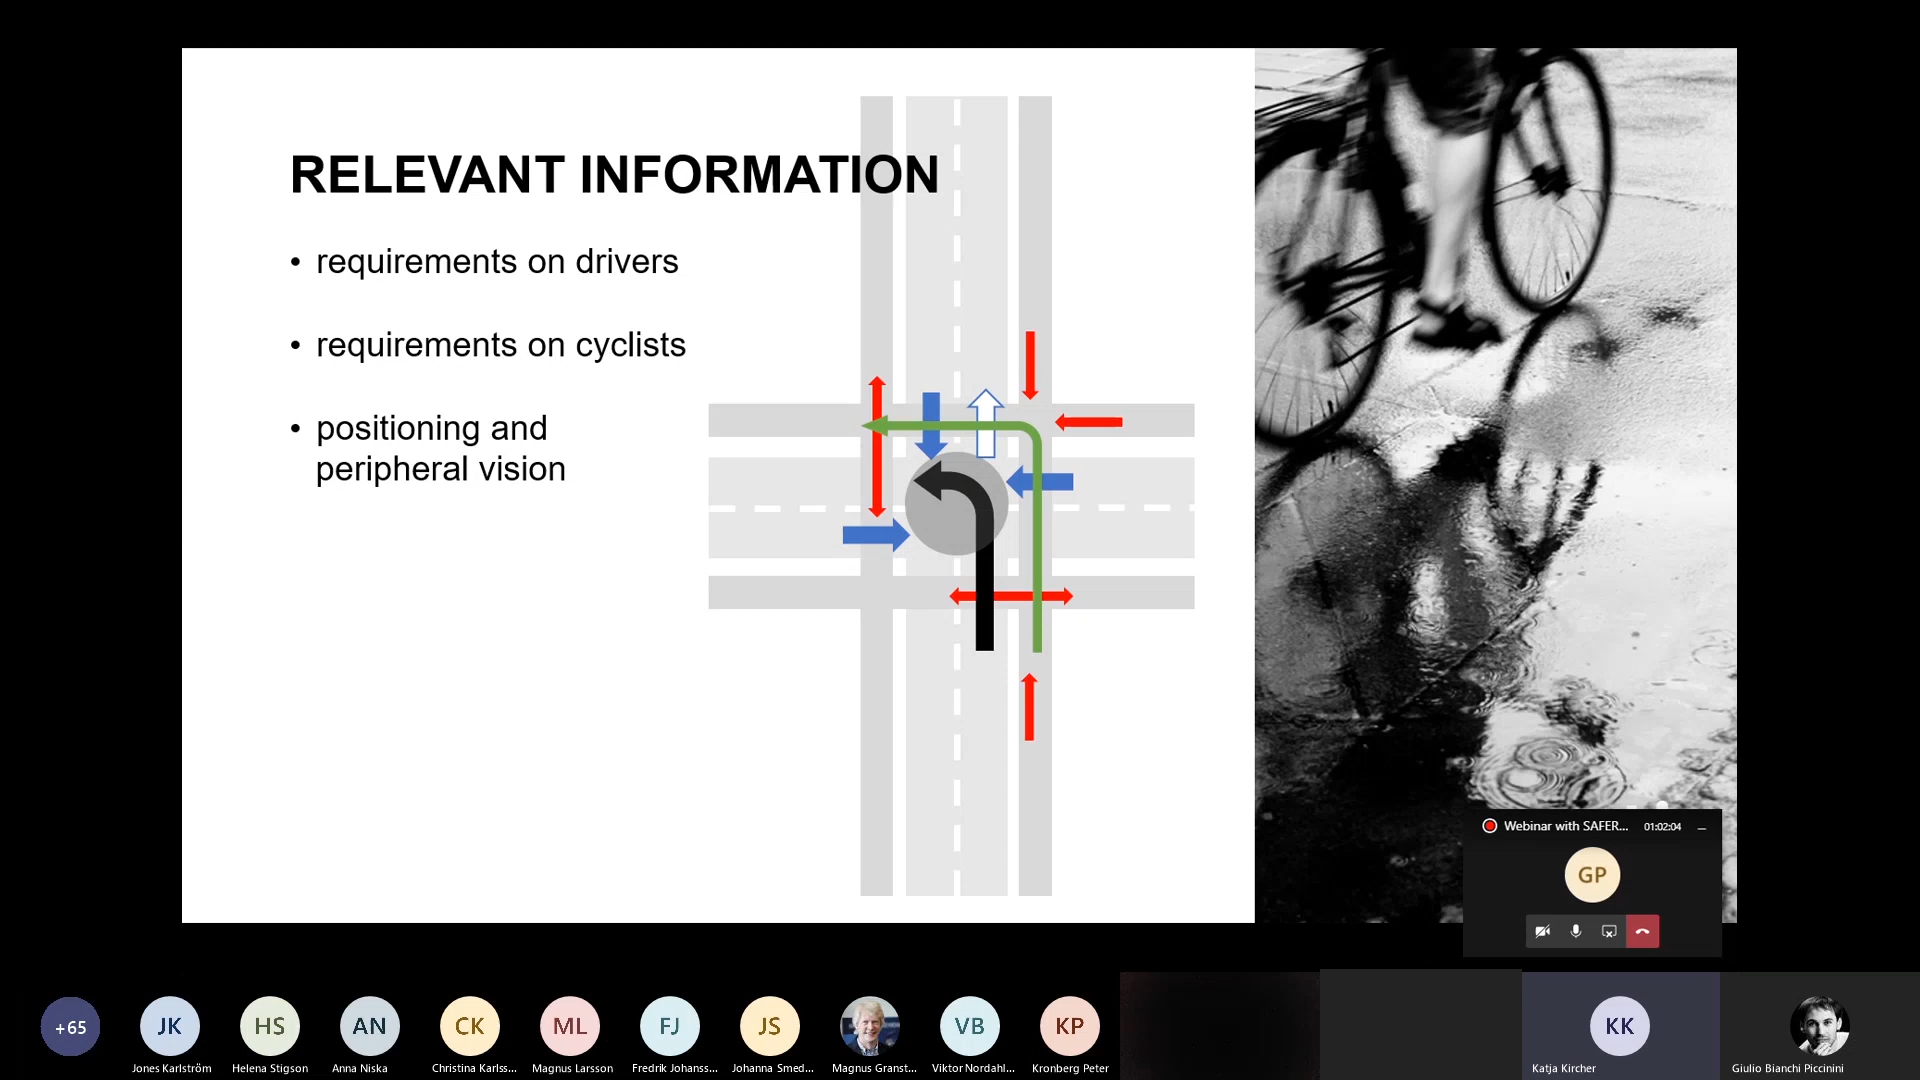 RELEVANT INFORMATION
• requirements on drivers
• requirements on cyclists
• positioning and
peripheral vision
Webinar with SAFER... 01:02:04
GP
+65
JK
HS
AN
CK
ML
FJ
JS
VB
KP
KK
Jones Karlström
Helena Stigson
Anna Niska
Christina Karlss...
Magnus Larsson
Fredrik Johanss...
Johanna Smed...
Magnus Granst...
Viktor Nordahl...
Kronberg Peter
Katja Kircher
Giulio Bianchi Piccinini